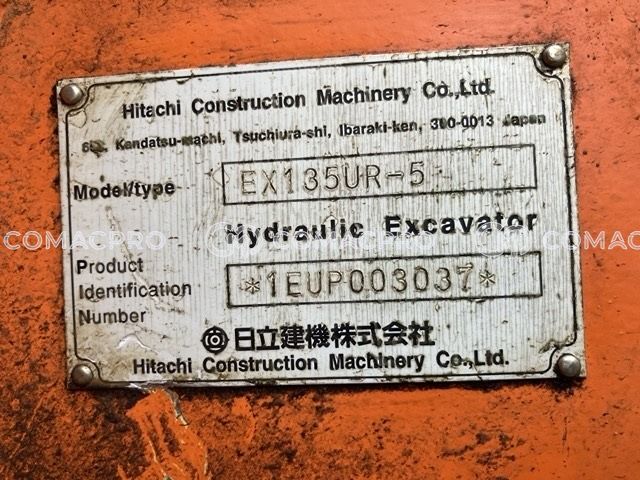 Hitachi Construction Machinery Co.,Ltd.
Kandatsu-machi, Tsuchiura-shi, Ibaraki-ken, 300-0013 Japan
Model/type EX135UR-5
Hydraulic Excavator
COMACPRO COMACPRO COMACPRO
Product
Identification *1EUP003037*
Number
日立建機株式会社
Hitachi Construction Machinery Co.,Ltd.